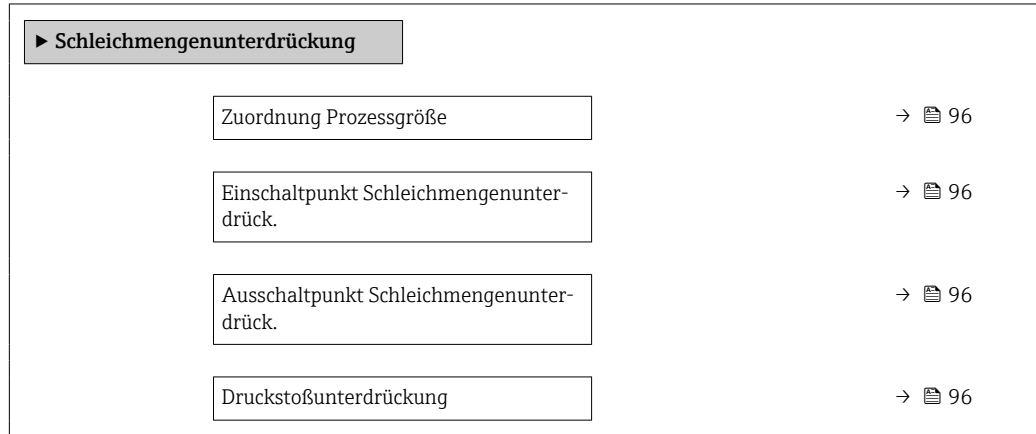 ▶ Schleichmengenunterdrückung
Zuordnung Prozessgröße → 96
Einschaltpunkt Schleichmengenunter-
drück. → 96
Ausschaltpunkt Schleichmengenunter-
drück. → 96
Druckstoßunterdrückung → 96